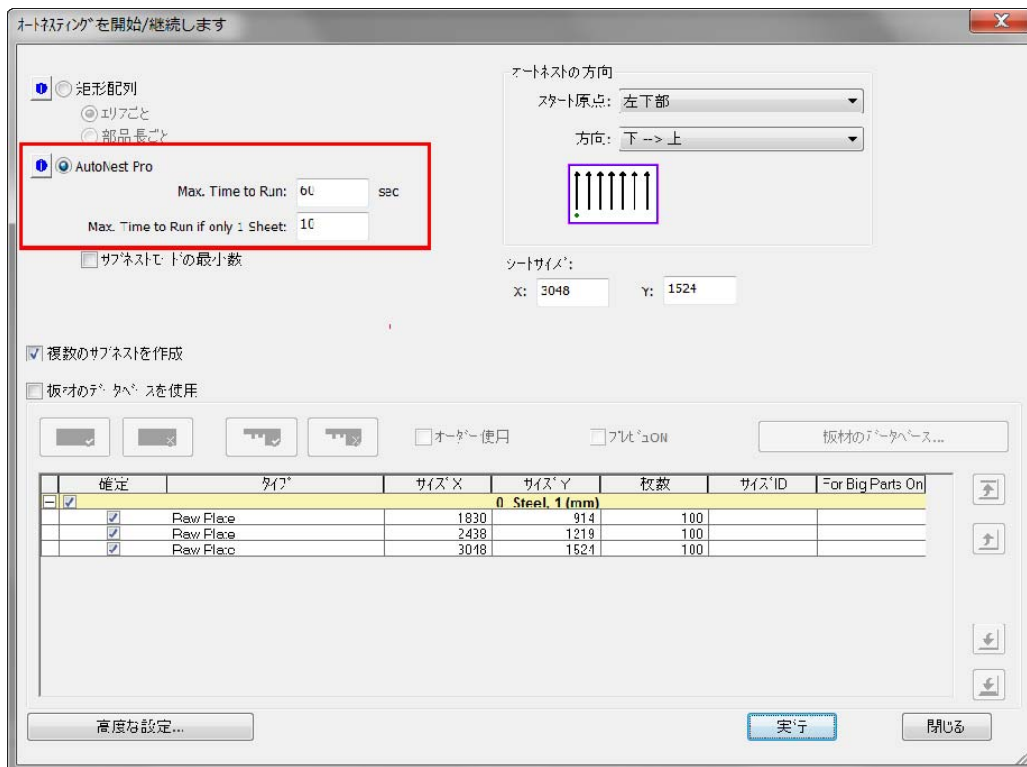 オートネスティングを開始/継続します
矩形配列
エリアごと
部品長ごと
AutoNest Pro
Max. Time to Run: 60 sec
Max. Time to Run if only 1 Sheet: 10
サブネストモードの最小数
オートネストの方向
スタート原点: 左下部
方向: 下 --> 上
シートサイズ:
X: 3048 Y: 1524
複数のサブネストを作成
板材のデータベースを使用
オーダー使用
プレビュON
板材のデータベース...
確定 タイプ サイズ X サイズ Y 枚数 サイズID For Big Parts On
0 Steel, 1 (mm)
Raw Plate 1830 914 100
Raw Plate 2438 1219 100
Raw Plate 3048 1524 100
高度な設定...
実行
閉じる